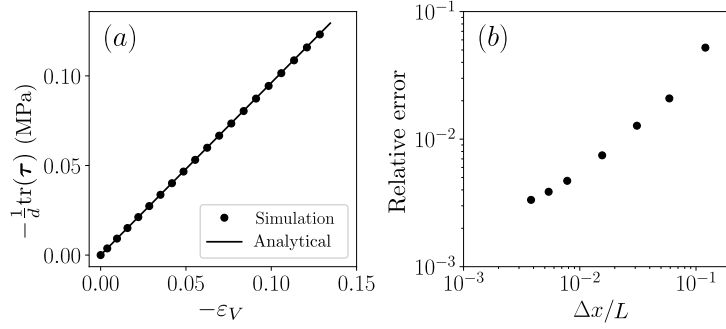 (a)
0.10
0.05
0.00
−1/d tr(τ) (MPa)
Simulation
Analytical
0.00 0.05 0.10 0.15
−ε_V
(b)
10⁻¹
10⁻²
10⁻³
Relative error
10⁻³ 10⁻² 10⁻¹
Δx/L